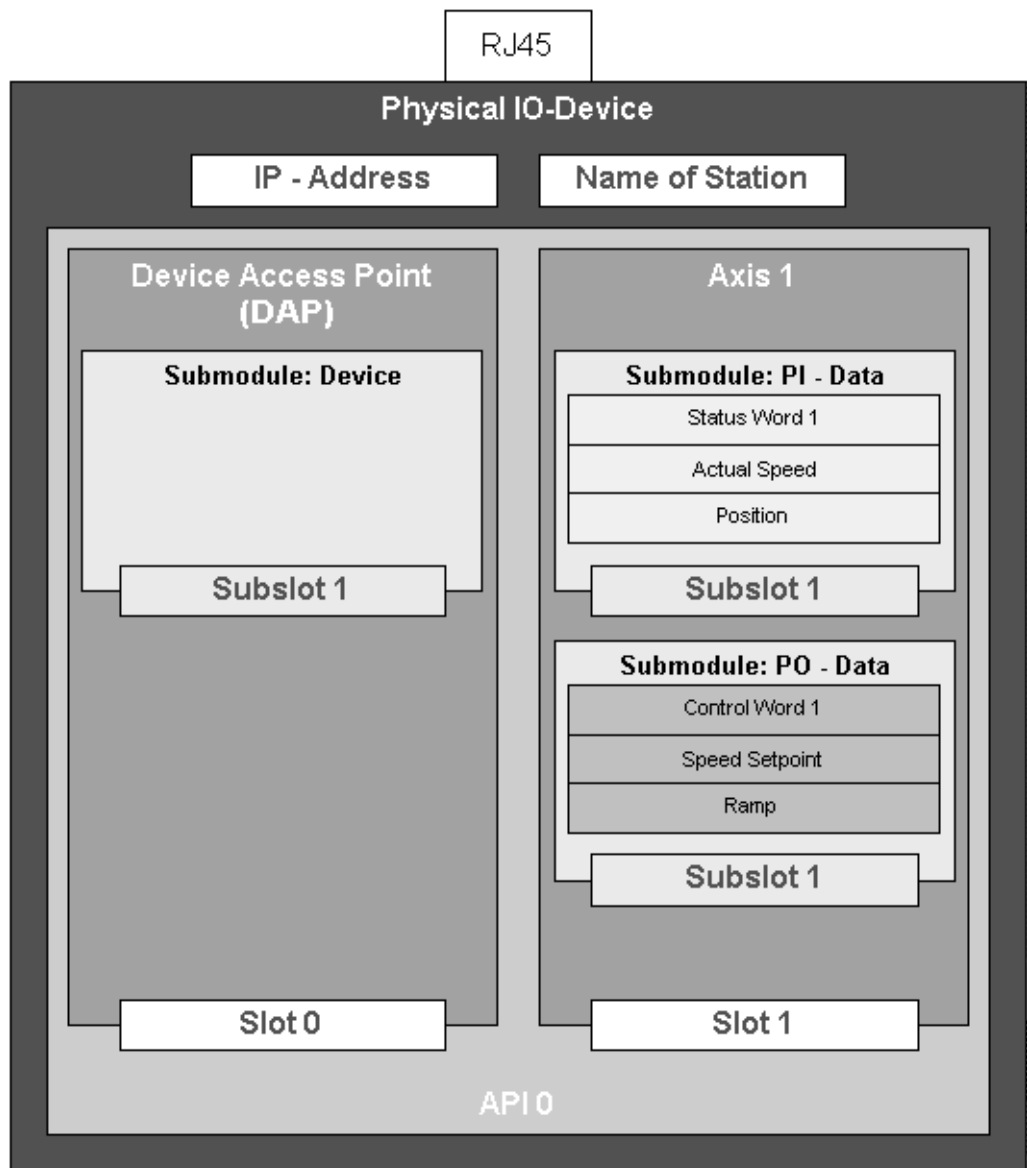 RJ45
Physical IO-Device
IP - Address
Name of Station
Device Access Point
(DAP)
Submodule: Device
Subslot 1
Slot 0
Axis 1
Submodule: PI - Data
Status Word 1
Actual Speed
Position
Subslot 1
Submodule: PO - Data
Control Word 1
Speed Setpoint
Ramp
Subslot 1
Slot 1
API 0